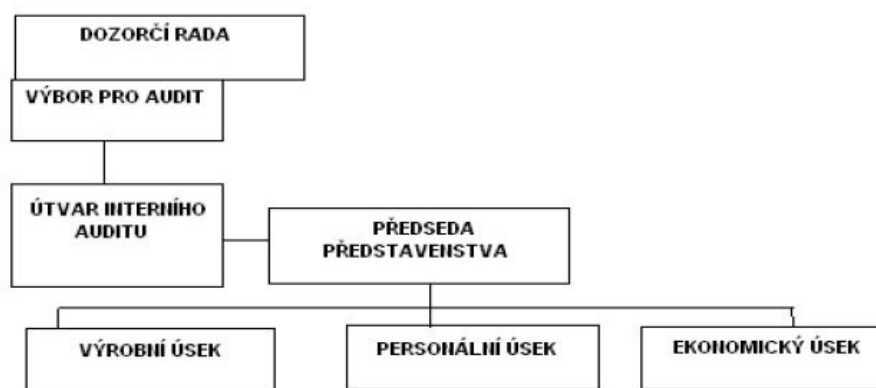 DOZORČÍ RADA
VÝBOR PRO AUDIT
ÚTVAR INTERNÍHO
AUDITU
PŘEDSEDA
PŘEDSTAVENSTVA
VÝROBNÍ ÚSEK
PERSONÁLNÍ ÚSEK
EKONOMICKÝ ÚSEK